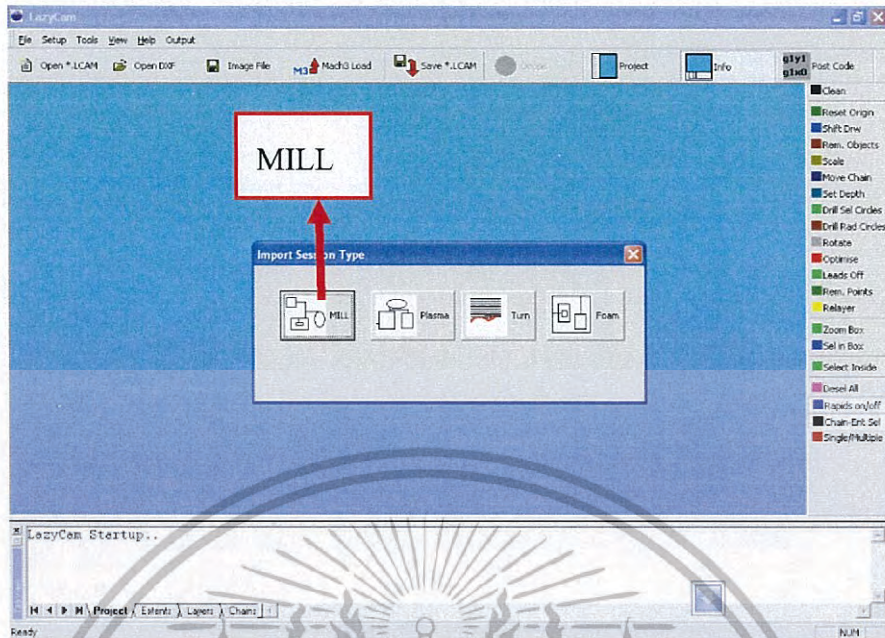 LazyCam
File Setup Tools View Help Output
Open *.LCAM Open DXF Image File M3 Mach3 Load Save *.LCAM Project Info g1y1 g1x0 Post Code
Clean
Reset Origin
Shift Drw
Rem. Objects
Scale
Move Chain
Set Depth
Drill Sel Circles
Drill Rad Circles
Rotate
Optimise
Leads Off
Rem. Points
Relayer
Zoom Box
Sel in Box
Select Inside
Desel All
Rapids on/off
Chain-Ent Sel
Single/Multiple
MILL
Import Session Type
MILL Plasma Turn Foam
LazyCam Startup..
Project Extents Layers Chains
Ready NUM